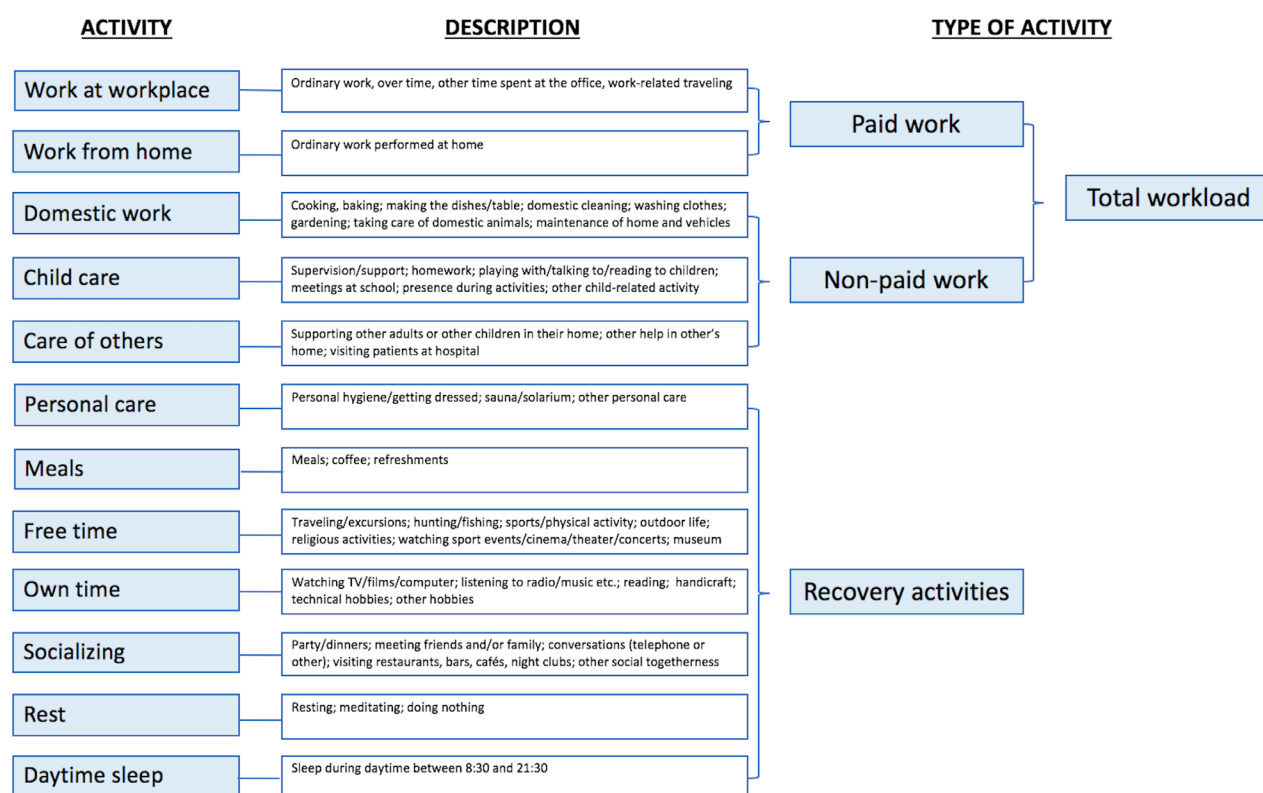 ACTIVITY
DESCRIPTION
TYPE OF ACTIVITY
Work at workplace
Ordinary work, over time, other time spent at the office, work-related traveling
Work from home
Ordinary work performed at home
Paid work
Domestic work
Cooking, baking; making the dishes/table; domestic cleaning; washing clothes;
gardening; taking care of domestic animals; maintenance of home and vehicles
Total workload
Child care
Supervision/support; homework; playing with/talking to/reading to children;
meetings at school; presence during activities; other child-related activity
Non-paid work
Care of others
Supporting other adults or other children in their home; other help in other's
home; visiting patients at hospital
Personal care
Personal hygiene/getting dressed; sauna/solarium; other personal care
Meals
Meals; coffee; refreshments
Free time
Traveling/excursions; hunting/fishing; sports/physical activity; outdoor life;
religious activities; watching sport events/cinema/theater/concerts; museum
Own time
Watching TV/films/computer; listening to radio/music etc.; reading; handicraft;
technical hobbies; other hobbies
Recovery activities
Socializing
Party/dinners; meeting friends and/or family; conversations (telephone or
other); visiting restaurants, bars, cafés, night clubs; other social togetherness
Rest
Resting; meditating; doing nothing
Daytime sleep
Sleep during daytime between 8:30 and 21:30